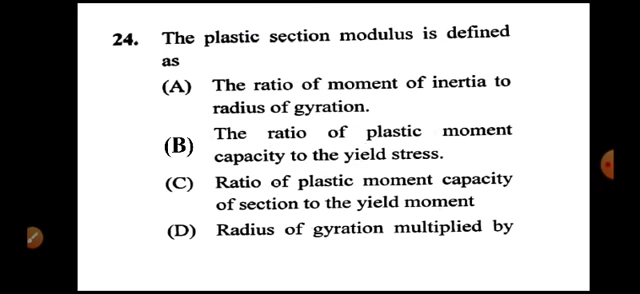 24. The plastic section modulus is defined
as
(A) The ratio of moment of inertia to
radius of gyration.
(B) The ratio of plastic moment
capacity to the yield stress.
(C) Ratio of plastic moment capacity
of section to the yield moment
(D) Radius of gyration multiplied by